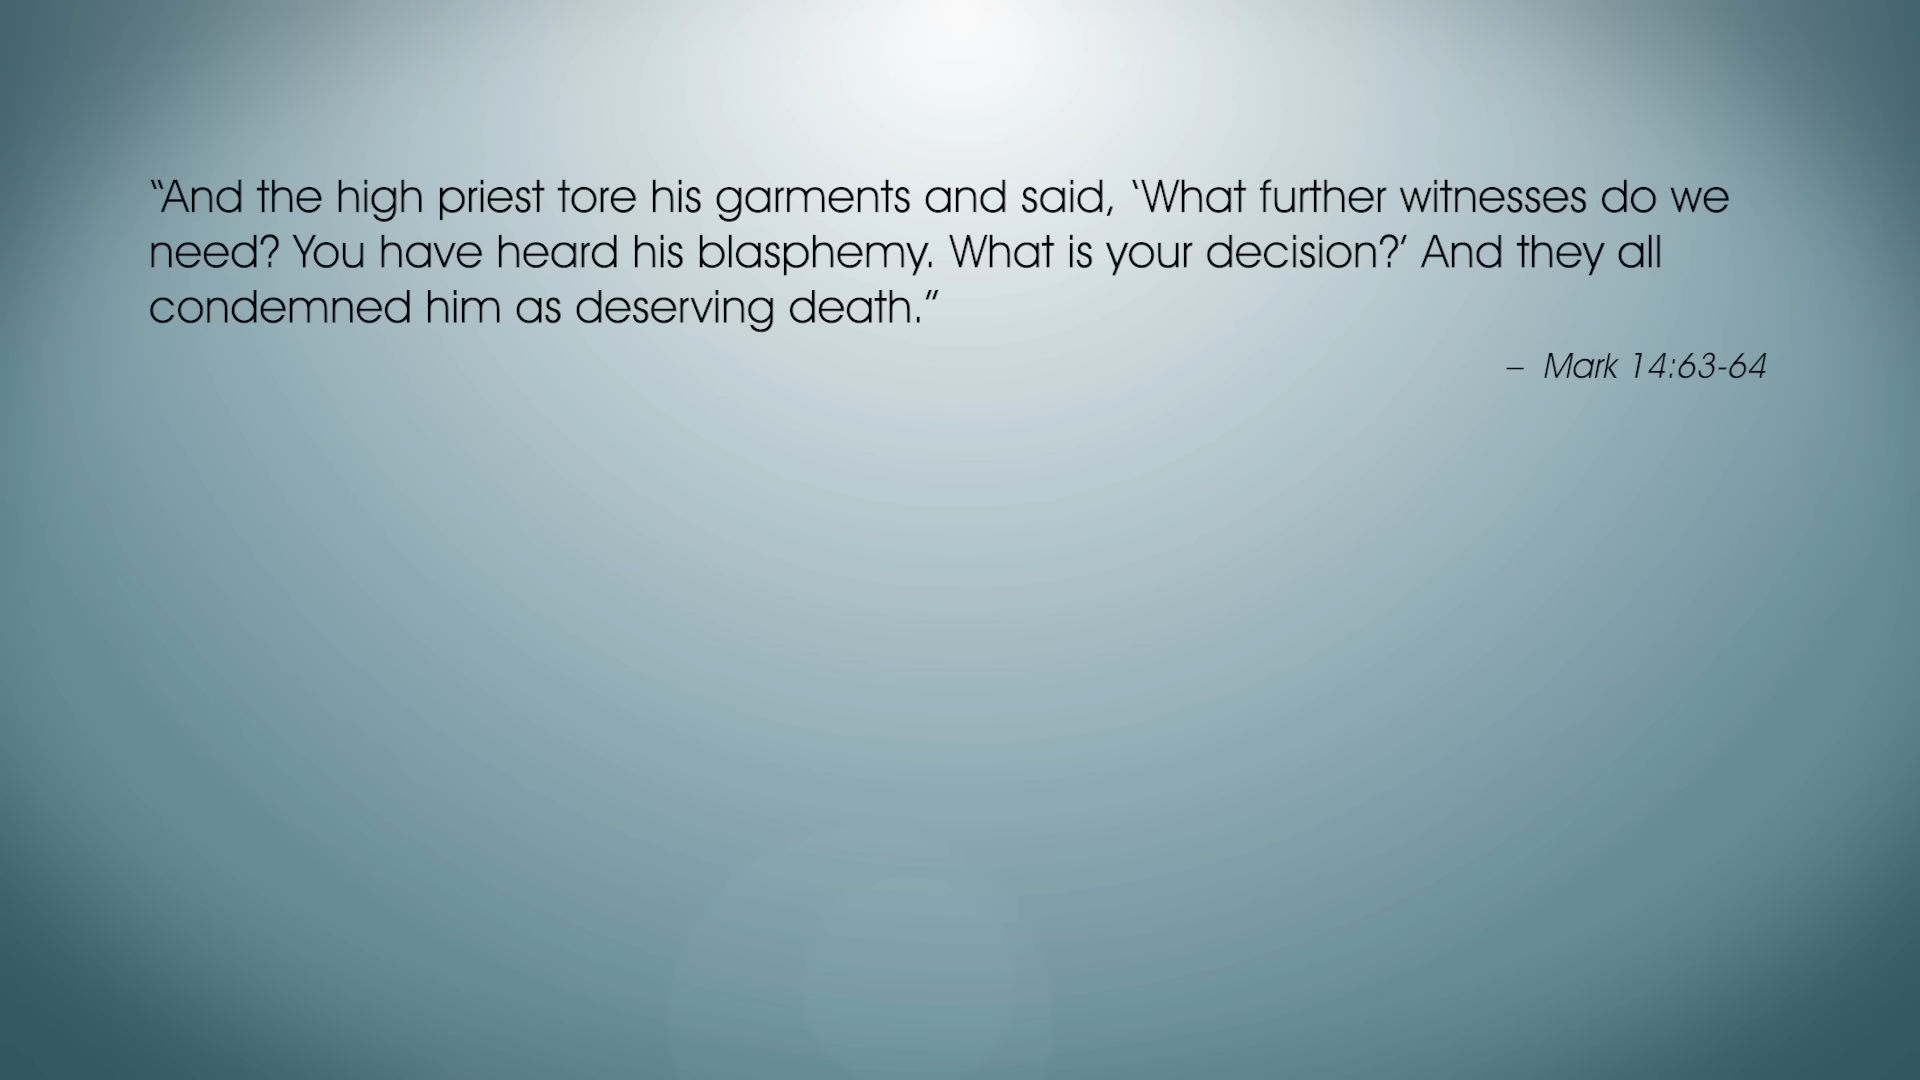 “And the high priest tore his garments and said, ‘What further witnesses do we
need? You have heard his blasphemy. What is your decision?’ And they all
condemned him as deserving death.”
– Mark 14:63-64